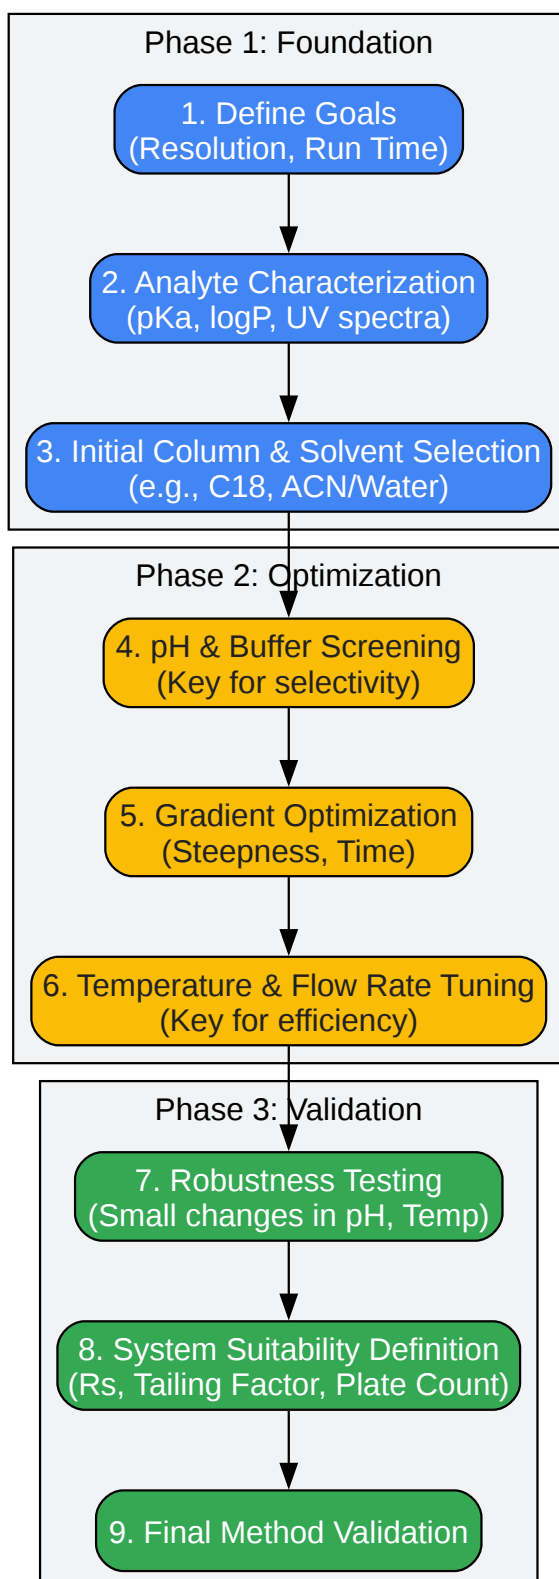 Phase 1: Foundation
1. Define Goals
(Resolution, Run Time)
2. Analyte Characterization
(pKa, logP, UV spectra)
3. Initial Column & Solvent Selection
(e.g., C18, ACN/Water)
Phase 2: Optimization
4. pH & Buffer Screening
(Key for selectivity)
5. Gradient Optimization
(Steepness, Time)
6. Temperature & Flow Rate Tuning
(Key for efficiency)
Phase 3: Validation
7. Robustness Testing
(Small changes in pH, Temp)
8. System Suitability Definition
(Rs, Tailing Factor, Plate Count)
9. Final Method Validation